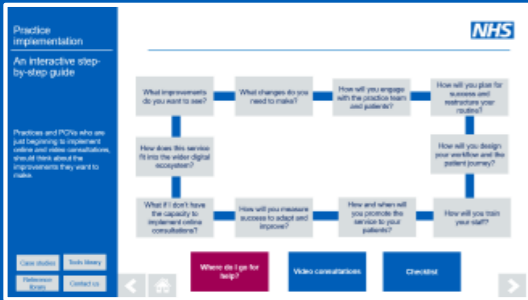 Practice
implementation
An interactive step-
by-step guide
Practices and PCNs who are
just beginning to implement
online and video consultations,
should think about the
improvements they want to
make.
Case studies
Tools library
Reference
library
Contact us
NHS
What improvements
do you want to see?
What changes do you
need to make?
How will you engage
with the practice team
and patients?
How will you plan for
success and
restructure your
routine?
How does this service
fit into the wider digital
ecosystem?
How will you design
your workflow and the
patient journey?
What if I don't have
the capacity to
implement online
consultations?
How will you measure
success to adapt and
improve?
How and when will
you promote the
service to your
patients?
How will you train
your staff?
Where do I go for
help?
Video consultations
Checklist